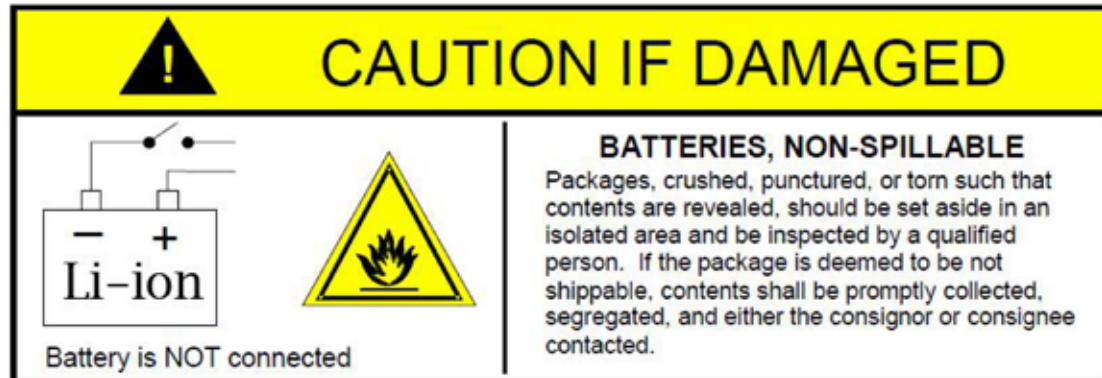 ! CAUTION IF DAMAGED
− +
Li-ion
Battery is NOT connected
BATTERIES, NON-SPILLABLE
Packages, crushed, punctured, or torn such that
contents are revealed, should be set aside in an
isolated area and be inspected by a qualified
person. If the package is deemed to be not
shippable, contents shall be promptly collected,
segregated, and either the consignor or consignee
contacted.